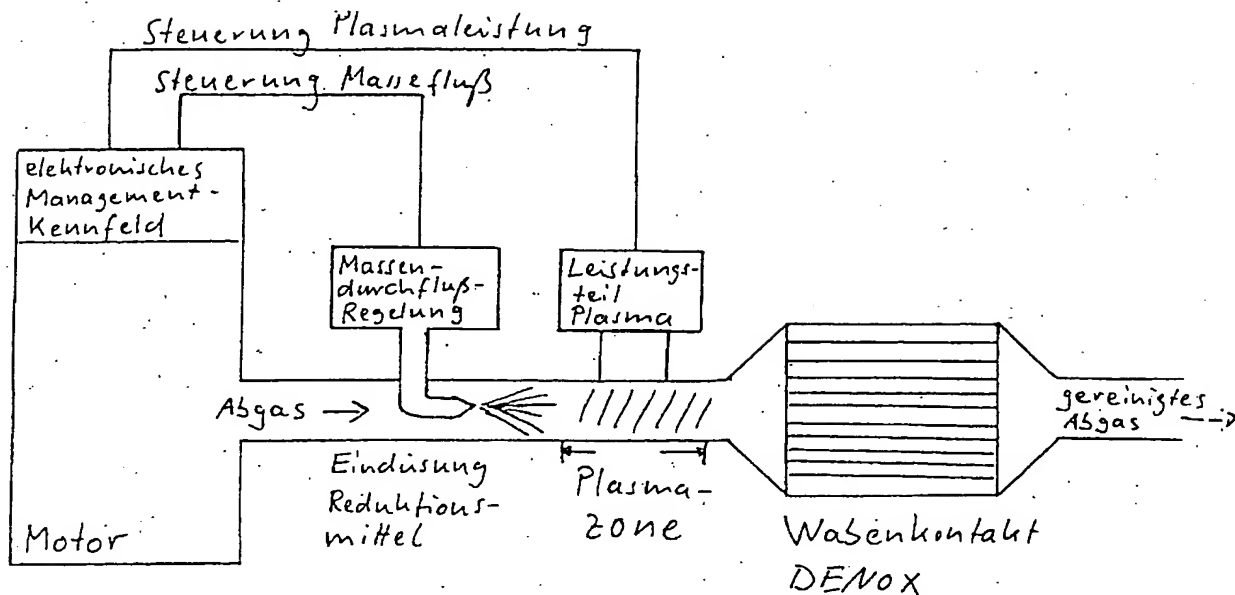 Steuerung Plasmaleistung
Steuerung Massefluß
elektronisches
Management-
Kennfeld
Massen-
durchfluß-
Regelung
Leistungs-
teil
Plasma
Abgas
gereinigtes
Abgas
Eindüsung
Reduktions-
mittel
Plasma-
zone
Motor
Wabenkontakt
DENOX